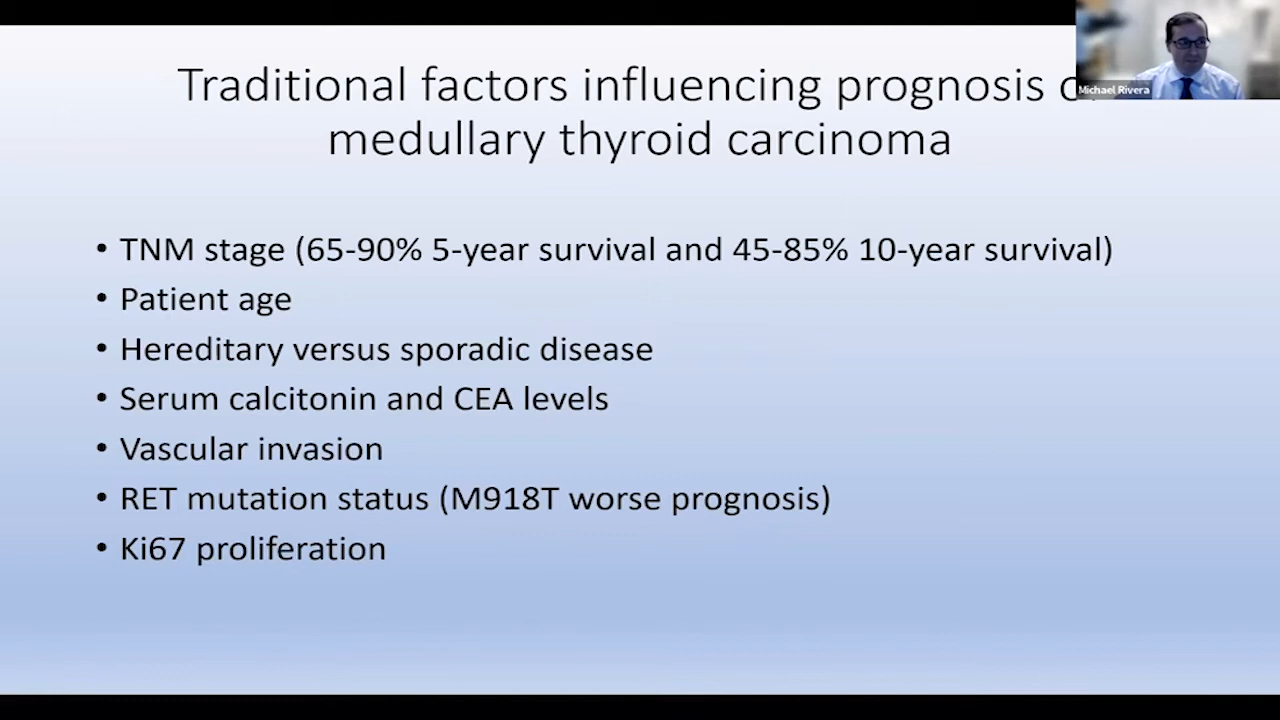 Traditional factors influencing prognosis
medullary thyroid carcinoma
• TNM stage (65-90% 5-year survival and 45-85% 10-year survival)
• Patient age
• Hereditary versus sporadic disease
• Serum calcitonin and CEA levels
• Vascular invasion
• RET mutation status (M918T worse prognosis)
• Ki67 proliferation
Michael Rivera